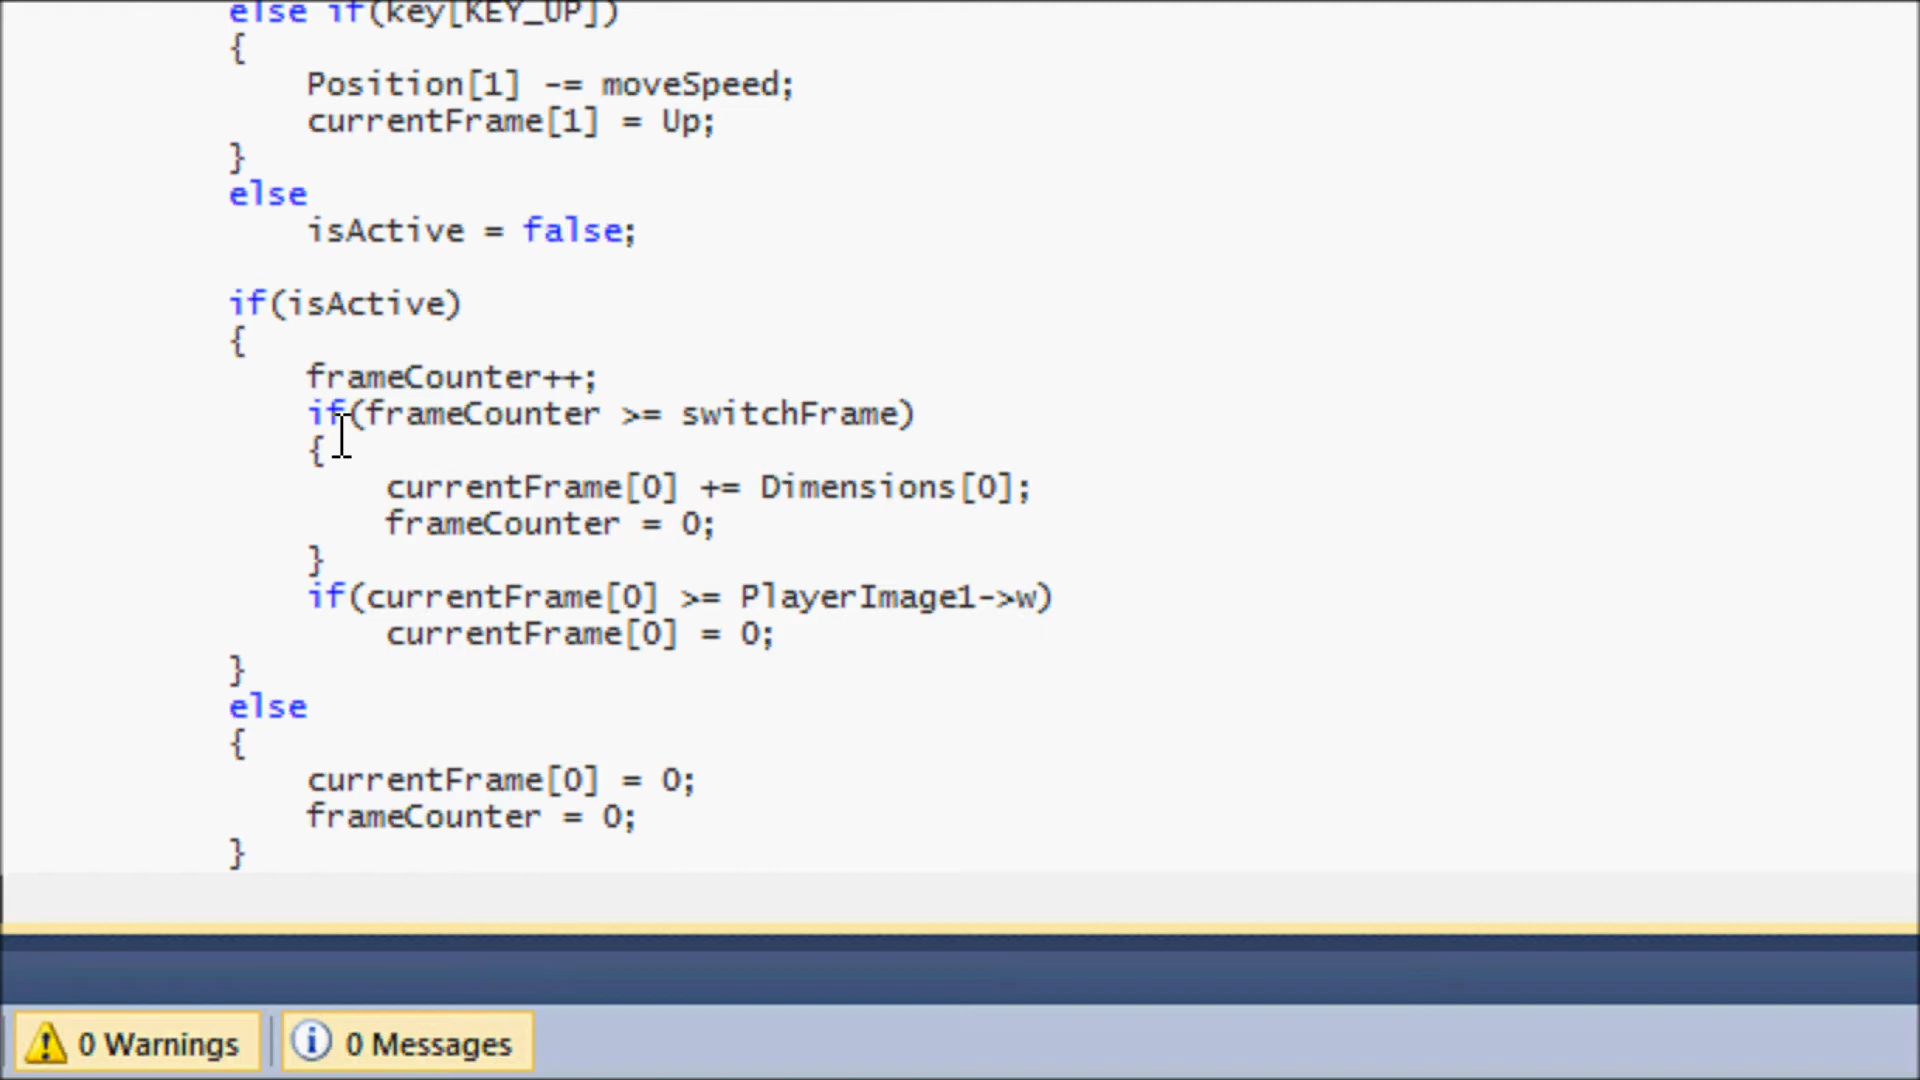 else if(key[KEY_UP])
{
Position[1] -= moveSpeed;
currentFrame[1] = Up;
}
else
isActive = false;
if(isActive)
{
frameCounter++;
if(frameCounter >= switchFrame)
{
currentFrame[0] += Dimensions[0];
frameCounter = 0;
}
if(currentFrame[0] >= PlayerImage1->w)
currentFrame[0] = 0;
}
else
{
currentFrame[0] = 0;
frameCounter = 0;
}
0 Warnings
0 Messages